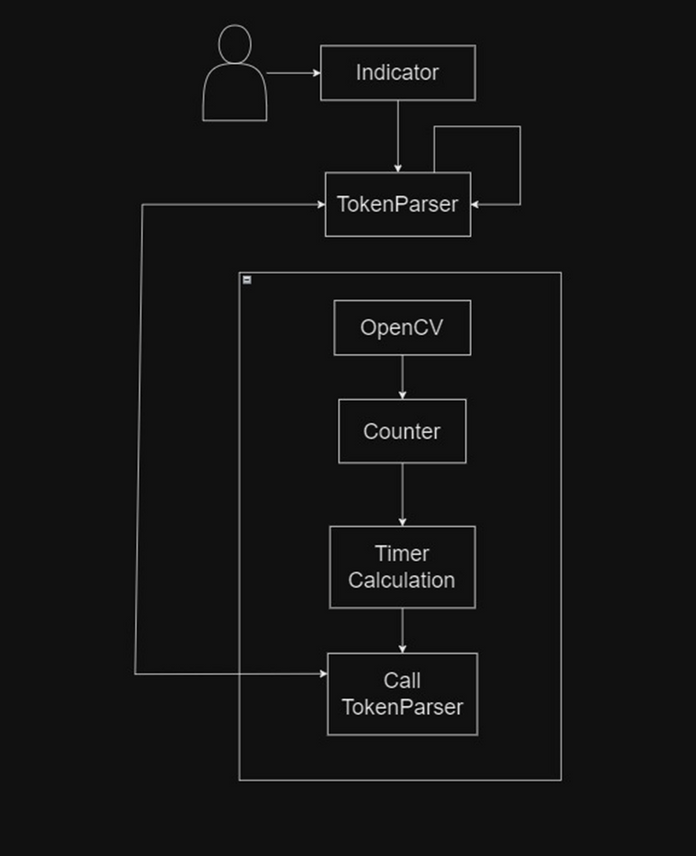 Indicator
TokenParser
OpenCV
Counter
Timer
Calculation
Call
TokenParser